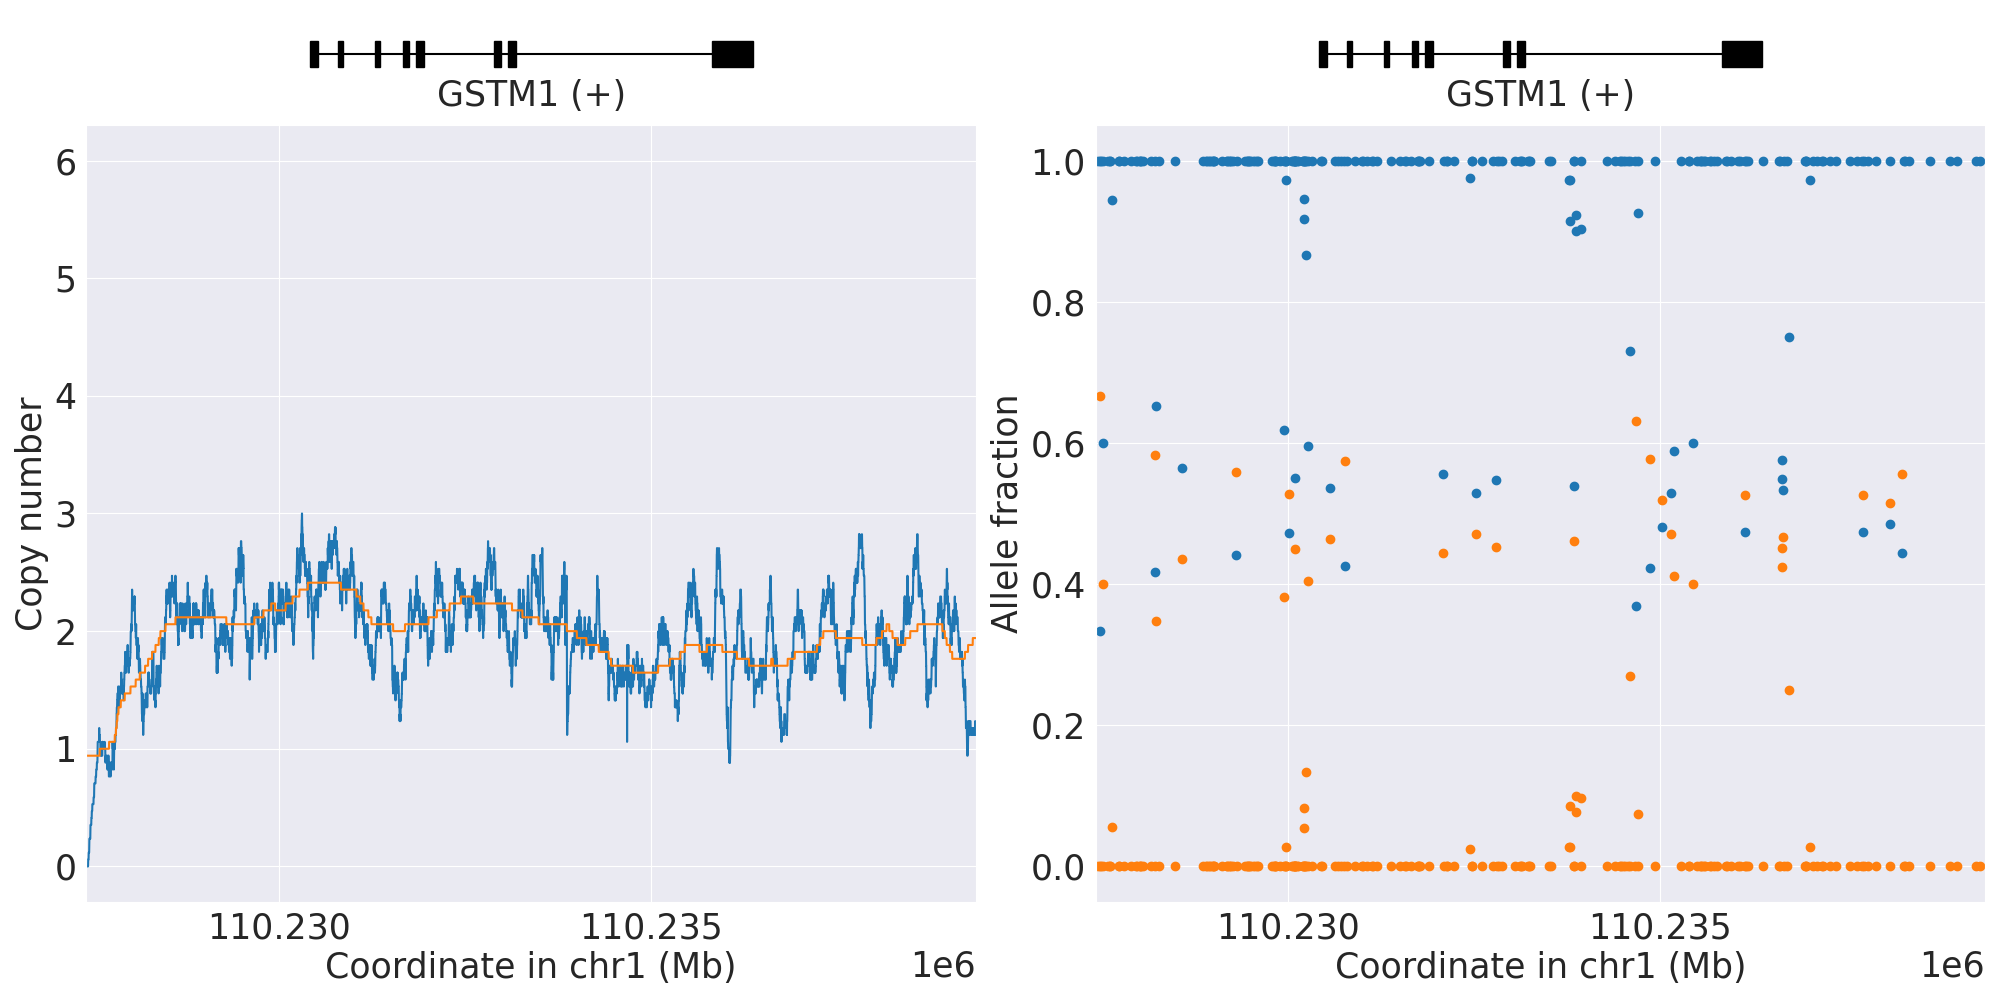 GSTM1 (+)
Copy number
6
5
4
3
2
1
0
110.230
110.235
Coordinate in chr1 (Mb)
1e6
GSTM1 (+)
Allele fraction
1.0
0.8
0.6
0.4
0.2
0.0
110.230
110.235
Coordinate in chr1 (Mb)
1e6